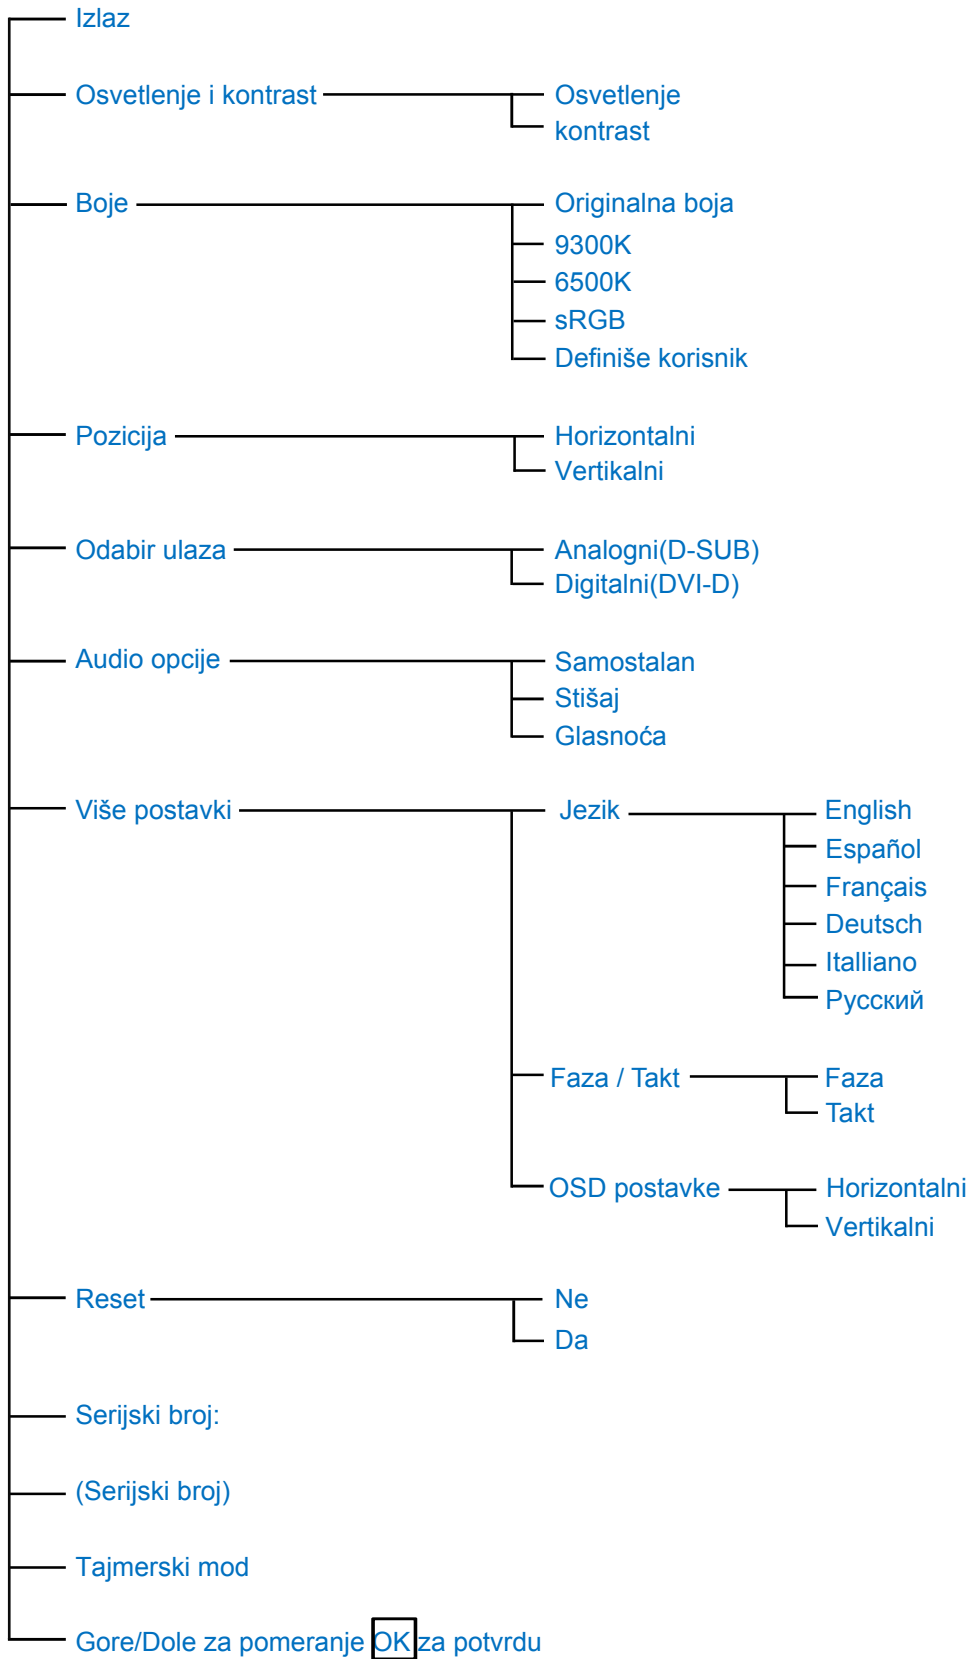 Izlaz
Osvetlenje i kontrast
Osvetlenje
kontrast
Boje
Originalna boja
9300K
6500K
sRGB
Definiše korisnik
Pozicija
Horizontalni
Vertikalni
Odabir ulaza
Analogni(D-SUB)
Digitalni(DVI-D)
Audio opcije
Samostalan
Stišaj
Glasnoća
Više postavki
Jezik
English
Español
Français
Deutsch
Italliano
Русский
Faza / Takt
Faza
Takt
OSD postavke
Horizontalni
Vertikalni
Reset
Ne
Da
Serijski broj:
(Serijski broj)
Tajmerski mod
Gore/Dole za pomeranje OK za potvrdu